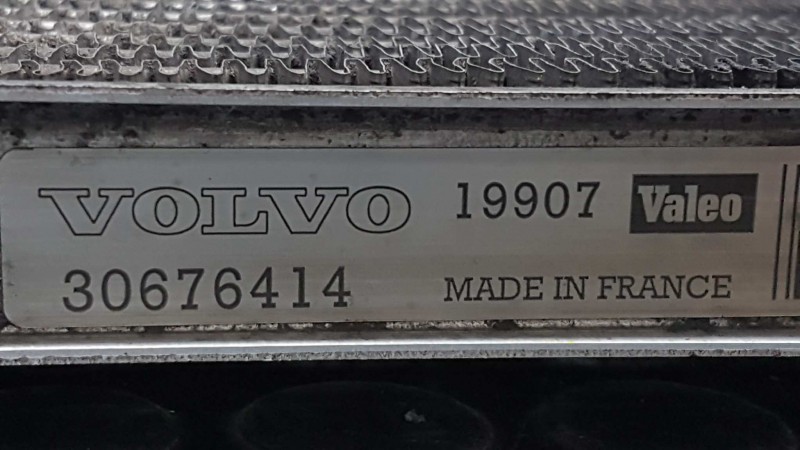 VOLVO 19907 Valeo
30676414 MADE IN FRANCE